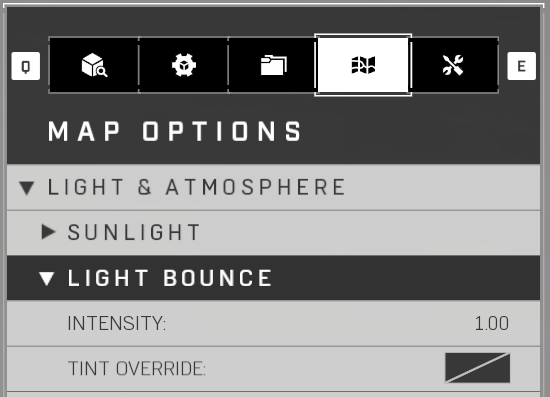 Q E
MAP OPTIONS
LIGHT & ATMOSPHERE
SUNLIGHT
LIGHT BOUNCE
INTENSITY: 1.00
TINT OVERRIDE: